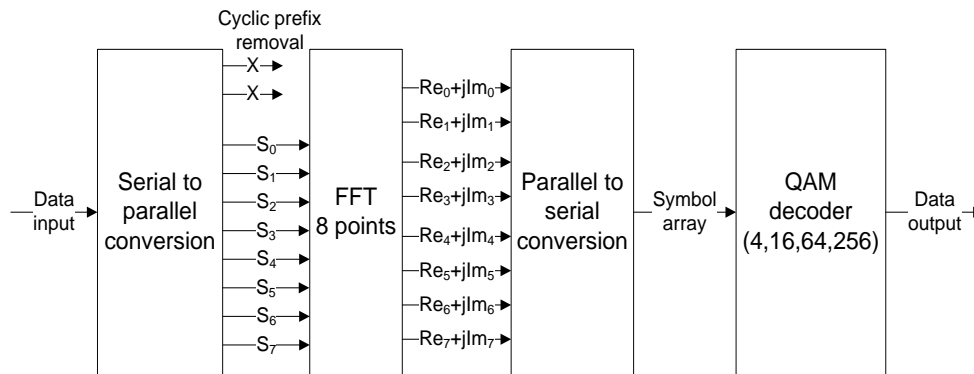 Cyclic prefix
removal
X
X
Data
input
Serial to
parallel
conversion
S₀
S₁
S₂
S₃
S₄
S₅
S₆
S₇
FFT
8 points
Re₀+jIm₀
Re₁+jIm₁
Re₂+jIm₂
Re₃+jIm₃
Re₄+jIm₄
Re₅+jIm₅
Re₆+jIm₆
Re₇+jIm₇
Parallel to
serial
conversion
Symbol
array
QAM
decoder
(4,16,64,256)
Data
output